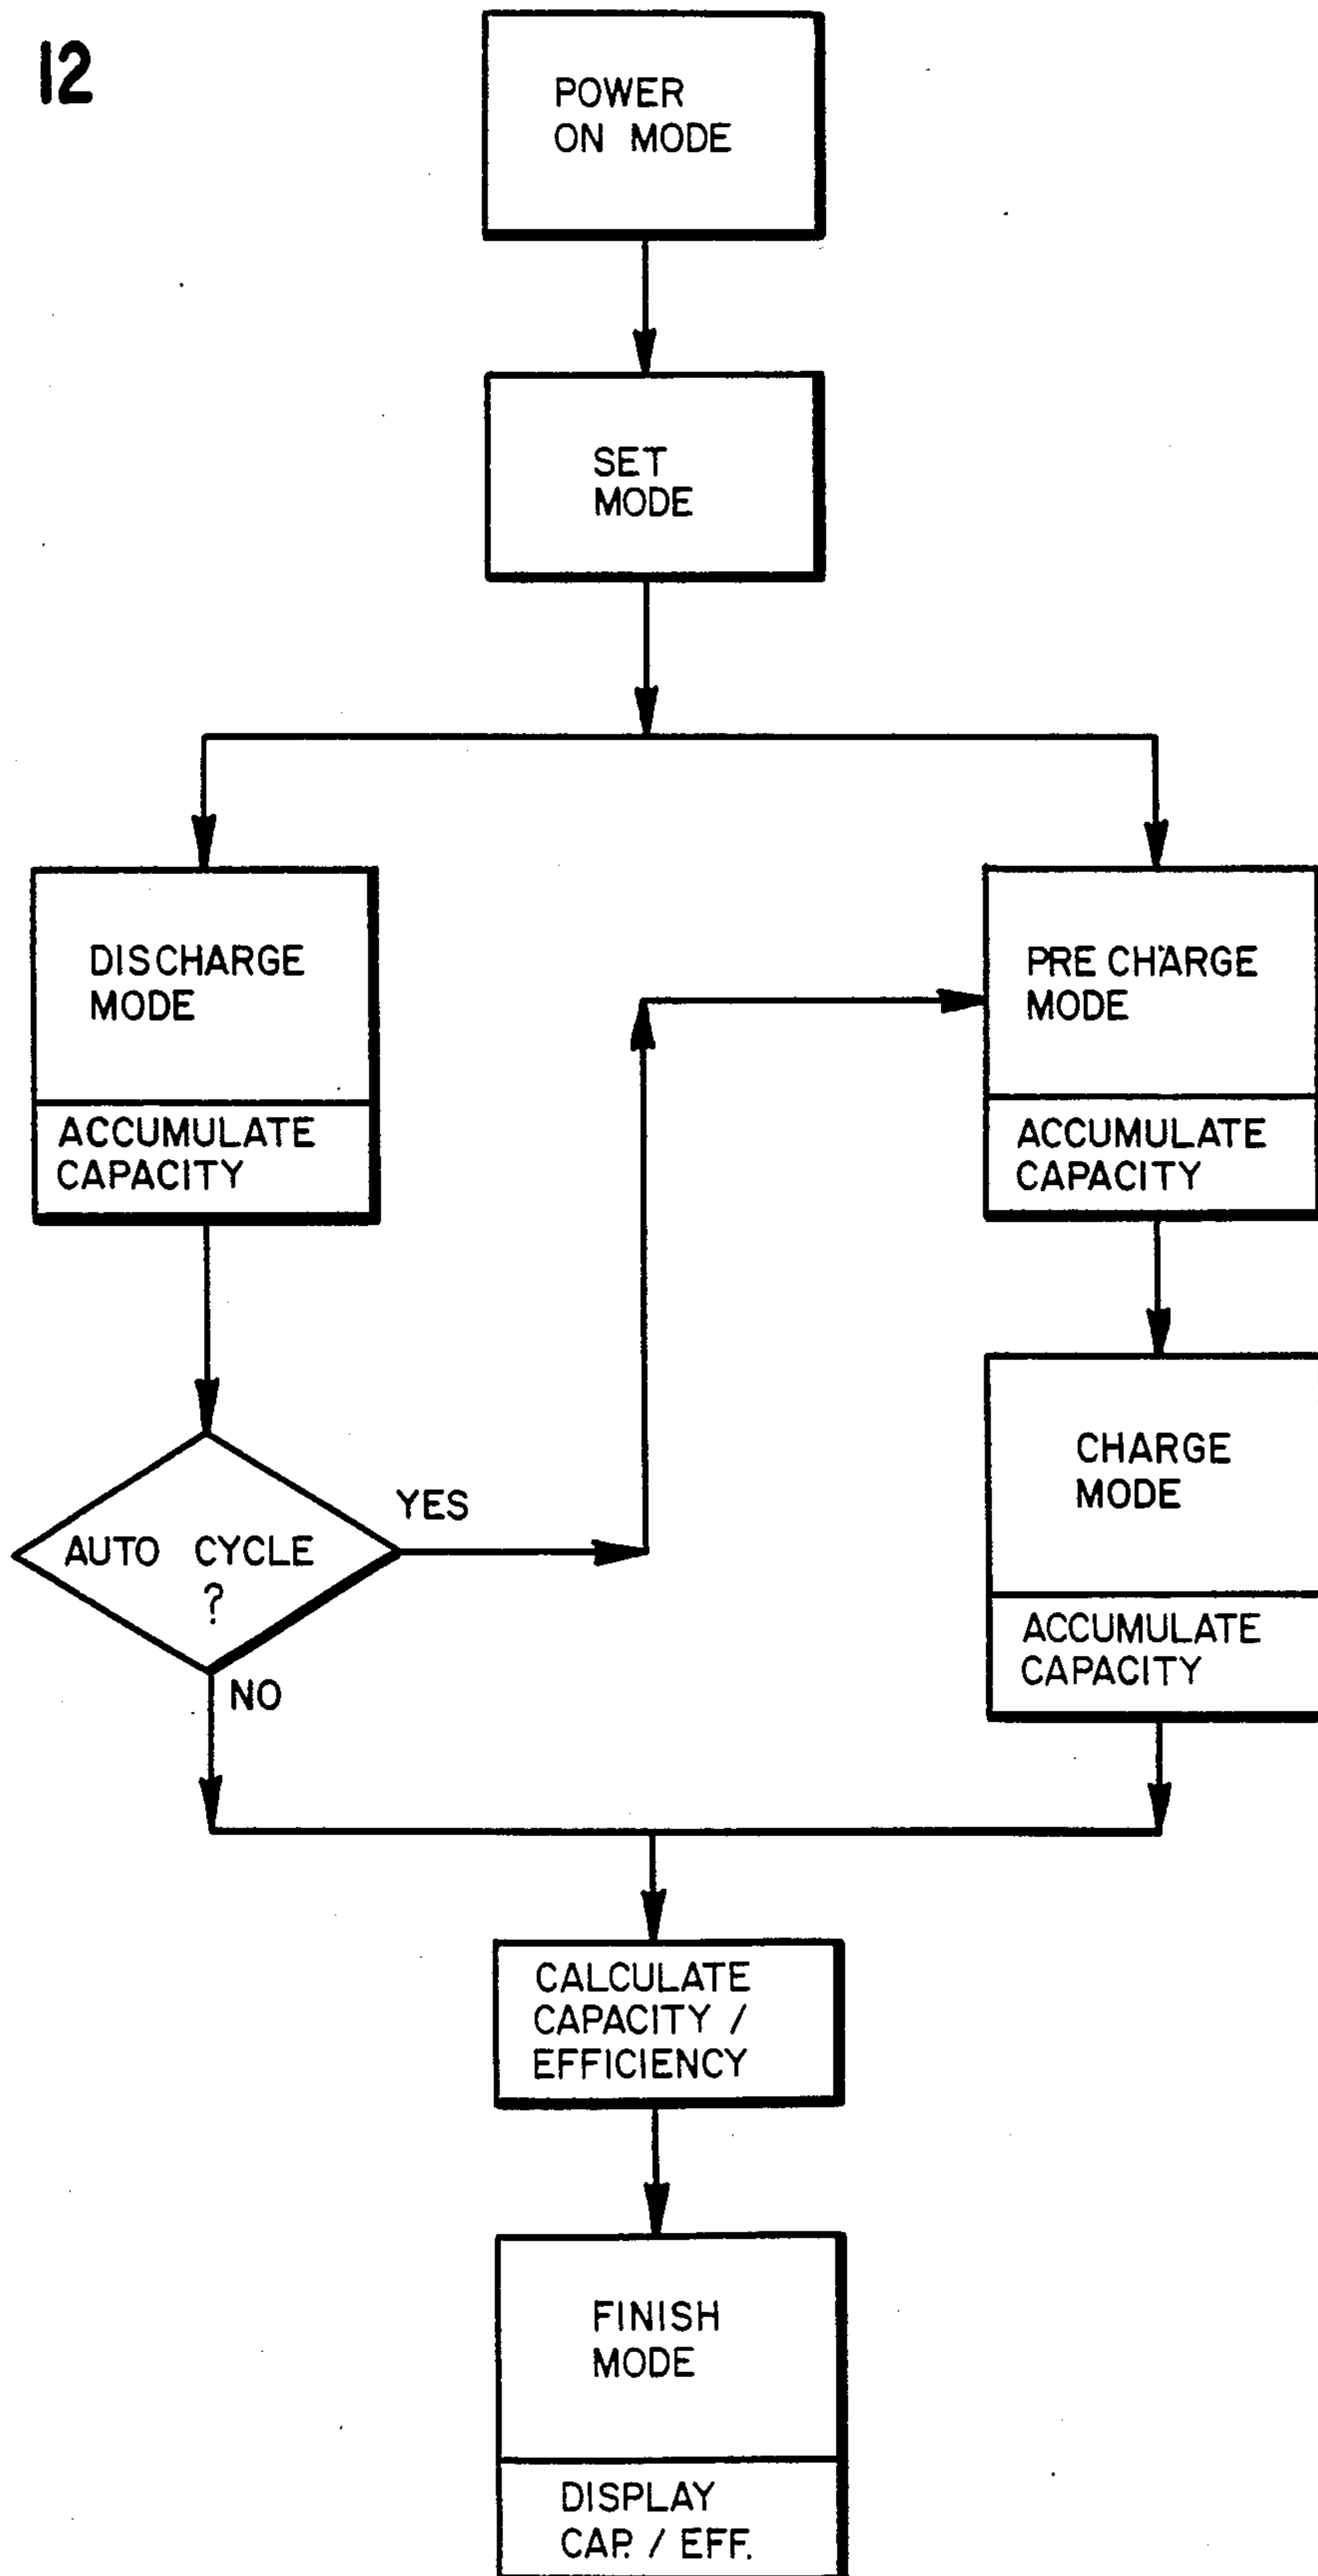 12
POWER
ON MODE
SET
MODE
DISCHARGE
MODE
ACCUMULATE
CAPACITY
PRE CHARGE
MODE
ACCUMULATE
CAPACITY
AUTO CYCLE
?
YES
NO
CHARGE
MODE
ACCUMULATE
CAPACITY
CALCULATE
CAPACITY /
EFFICIENCY
FINISH
MODE
DISPLAY
CAP. / EFF.